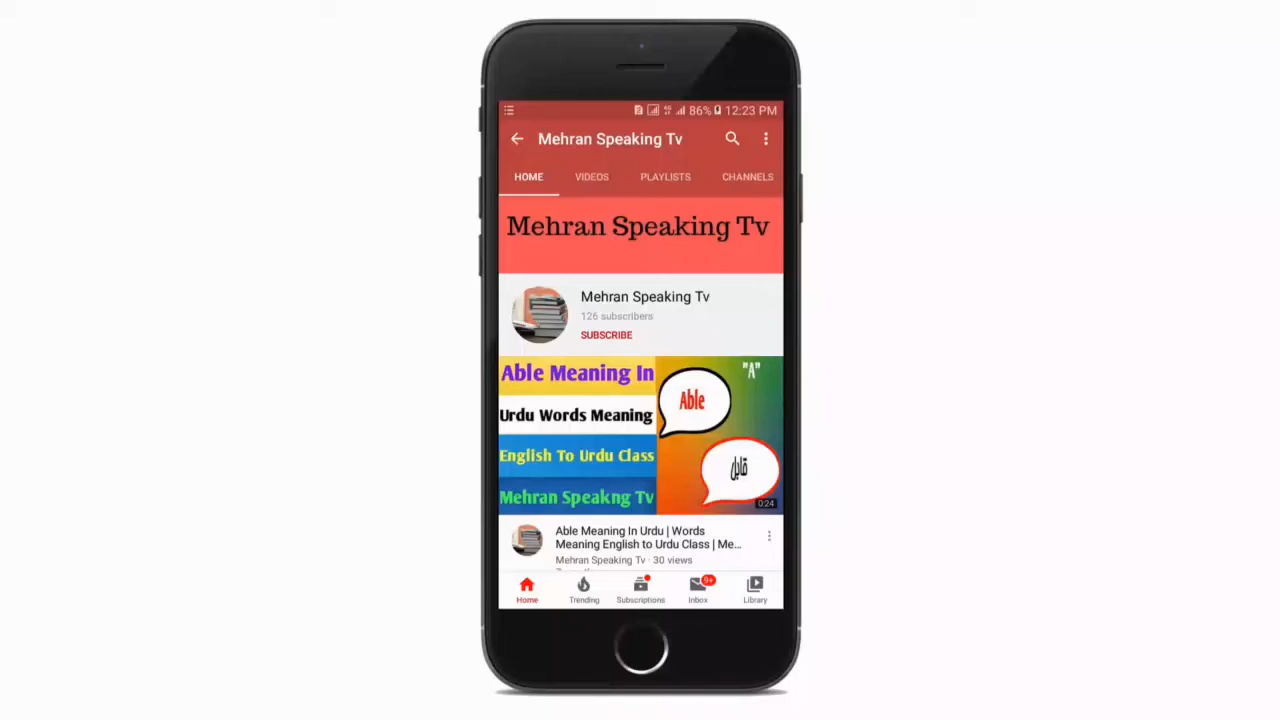 86% 12:23 PM
Mehran Speaking Tv
HOME VIDEOS PLAYLISTS CHANNELS
Mehran Speaking Tv
Mehran Speaking Tv
126 subscribers
SUBSCRIBE
Able Meaning In
Urdu Words Meaning
English To Urdu Class
Mehran Speakng Tv
"A"
Able
قابل
0:24
Able Meaning In Urdu | Words
Meaning English to Urdu Class | Me...
Mehran Speaking Tv · 30 views
9+
Home Trending Subscriptions Inbox Library